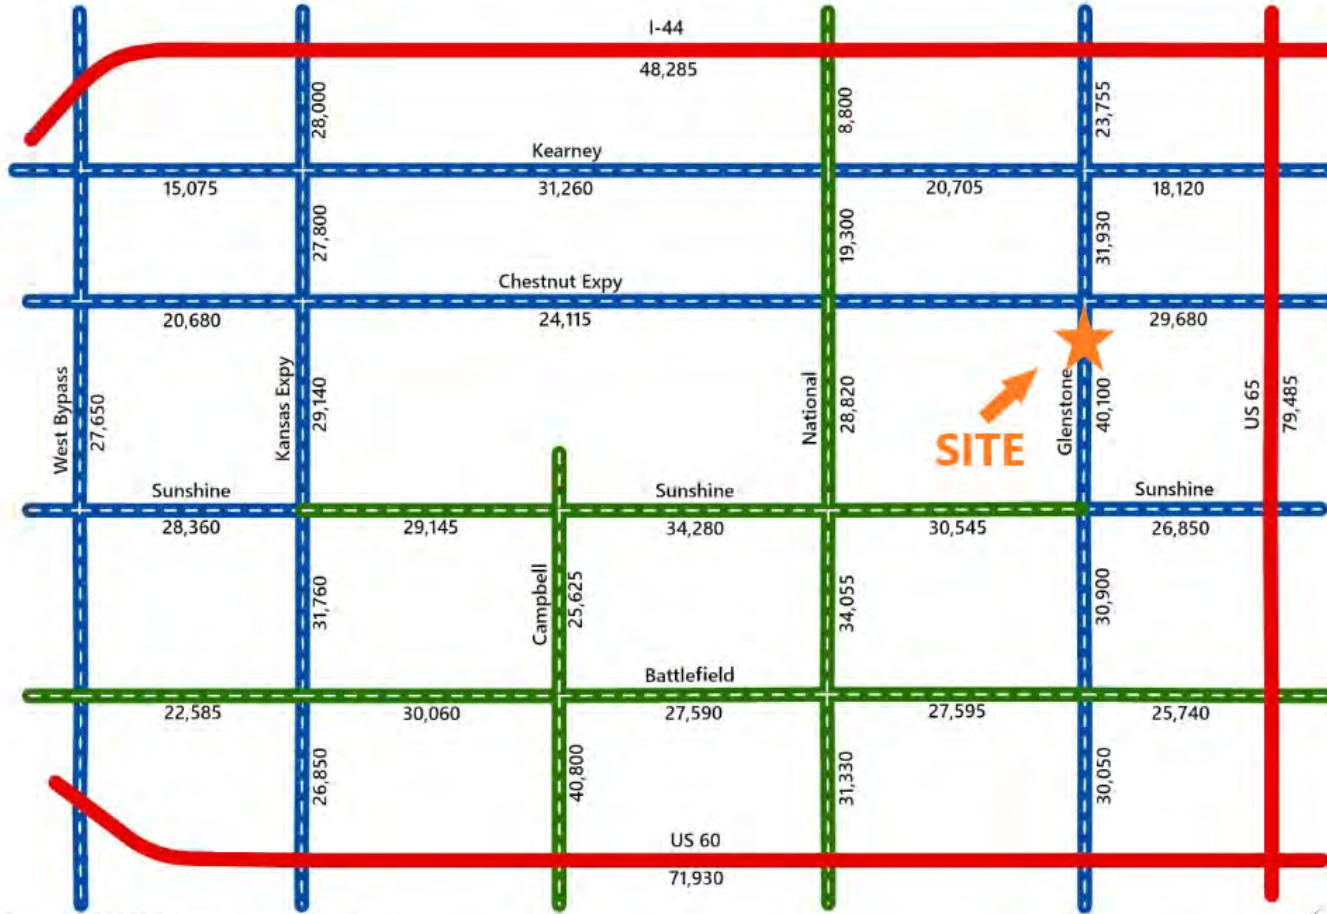 I-44
48,285
28,000
8,800
23,755
Kearney
15,075
31,260
20,705
18,120
27,800
19,300
31,930
Chestnut Expy
20,680
24,115
29,680
West Bypass
27,650
Kansas Expy
29,140
National
28,820
Glenstone
40,100
US 65
79,485
SITE
Sunshine
Sunshine
Sunshine
28,360
29,145
34,280
30,545
26,850
31,760
Campbell
25,625
34,055
30,900
Battlefield
22,585
30,060
27,590
27,595
25,740
26,850
40,800
31,330
30,050
US 60
71,930